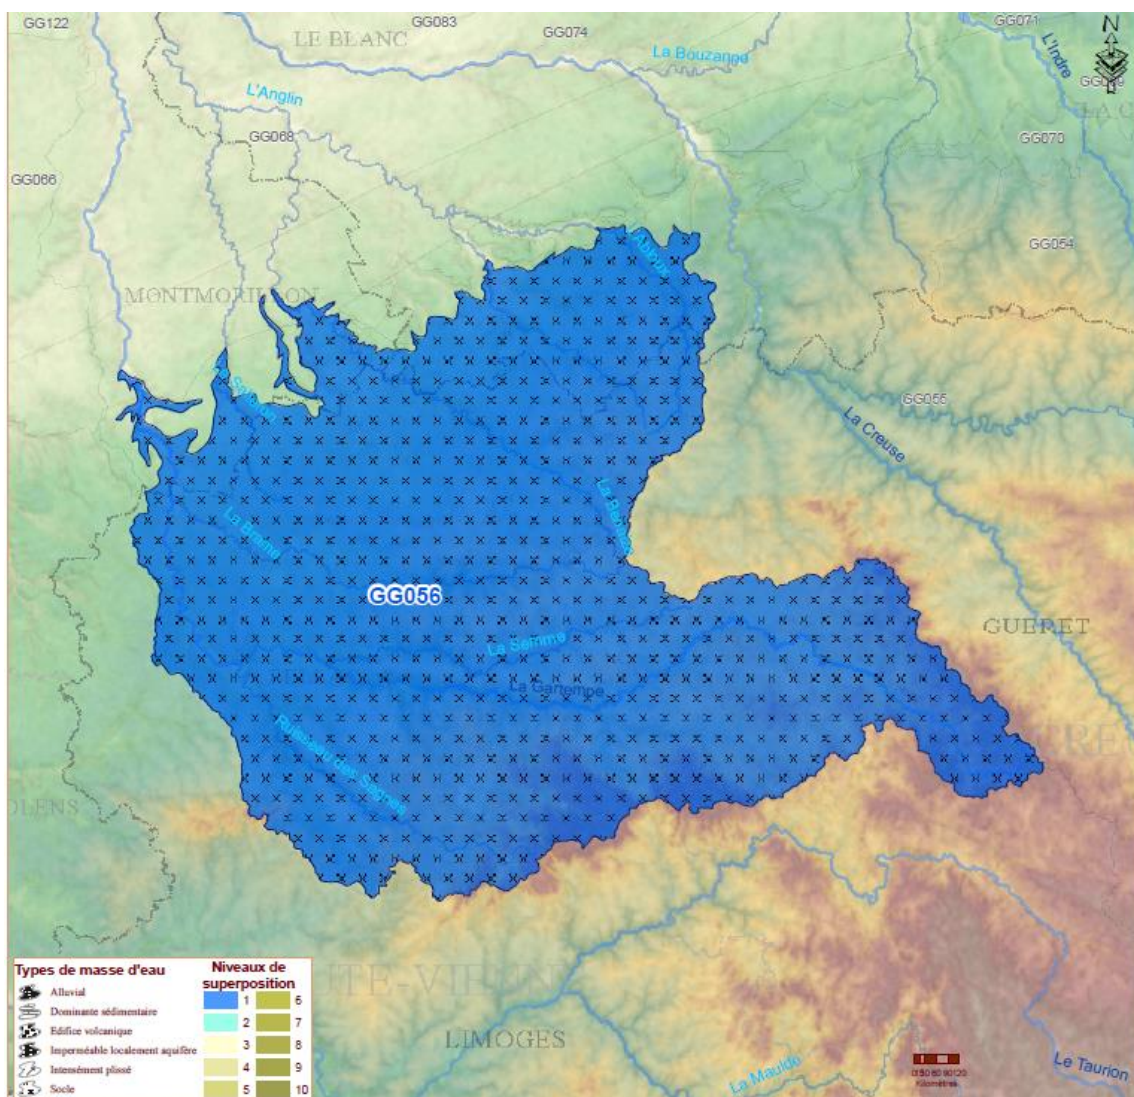 GG122
GG083
GG074
GG071
N
LE BLANC
La Bouzanne
L'Indre
L'Anglin
GG068
GG070
GG066
GG054
MONTMORILLON
GG055
La Creuse
La Brame
GG056
GUERET
La Semme
La Gartempe
LIMOGES
La Maulde
Le Taurion
Kilomètres
Types de masse d'eau
Alluvial
Dominante sédimentaire
Edifice volcanique
Imperméable localement aquifère
Intensément plissé
Socle
Niveaux de
superposition
1 6
2 7
3 8
4 9
5 10